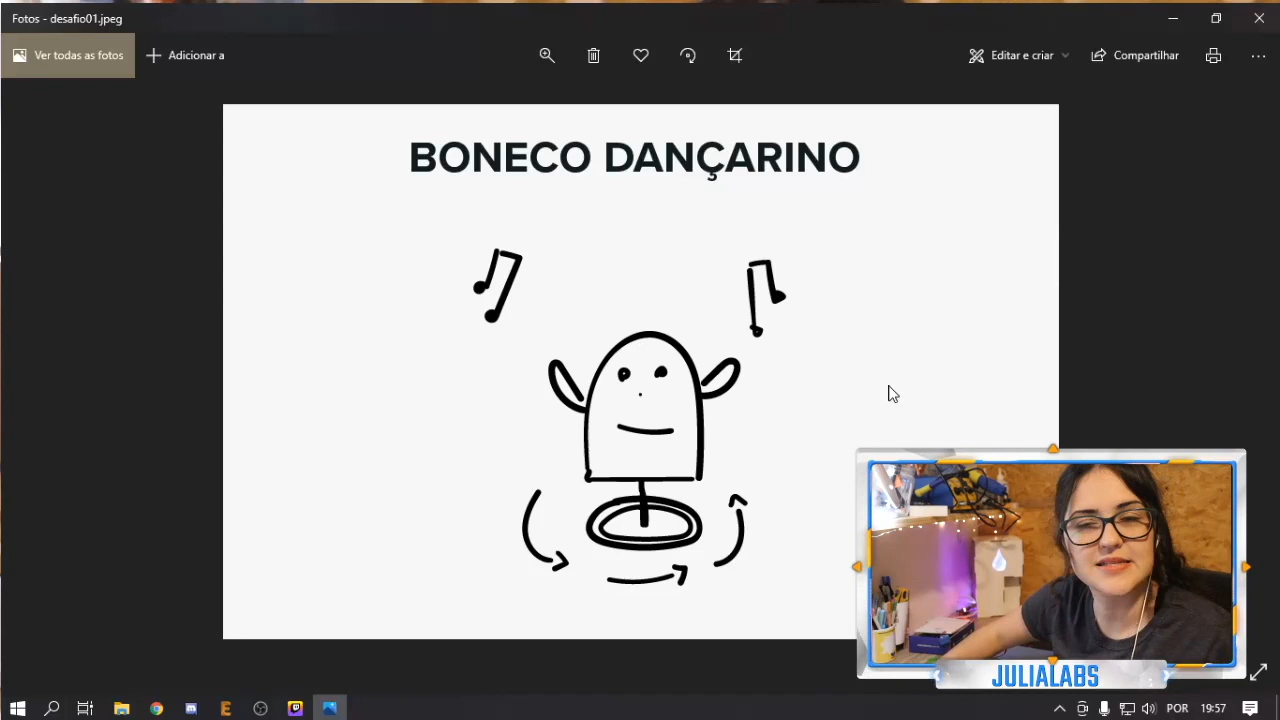 Fotos - desafio01.jpeg
Ver todas as fotos
Adicionar a
Editar e criar
Compartilhar
BONECO DANÇARINO
JULIALABS
POR
19:57